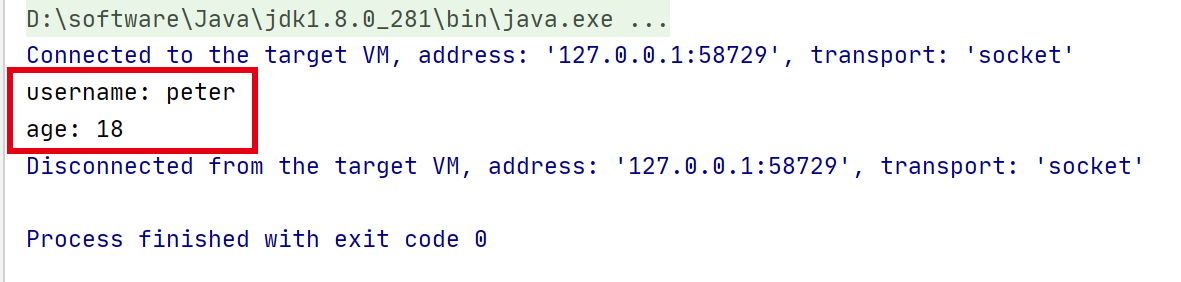 D:\software\Java\jdk1.8.0_281\bin\java.exe ...
Connected to the target VM, address: '127.0.0.1:58729', transport: 'socket'
username: peter
age: 18
Disconnected from the target VM, address: '127.0.0.1:58729', transport: 'socket'
Process finished with exit code 0